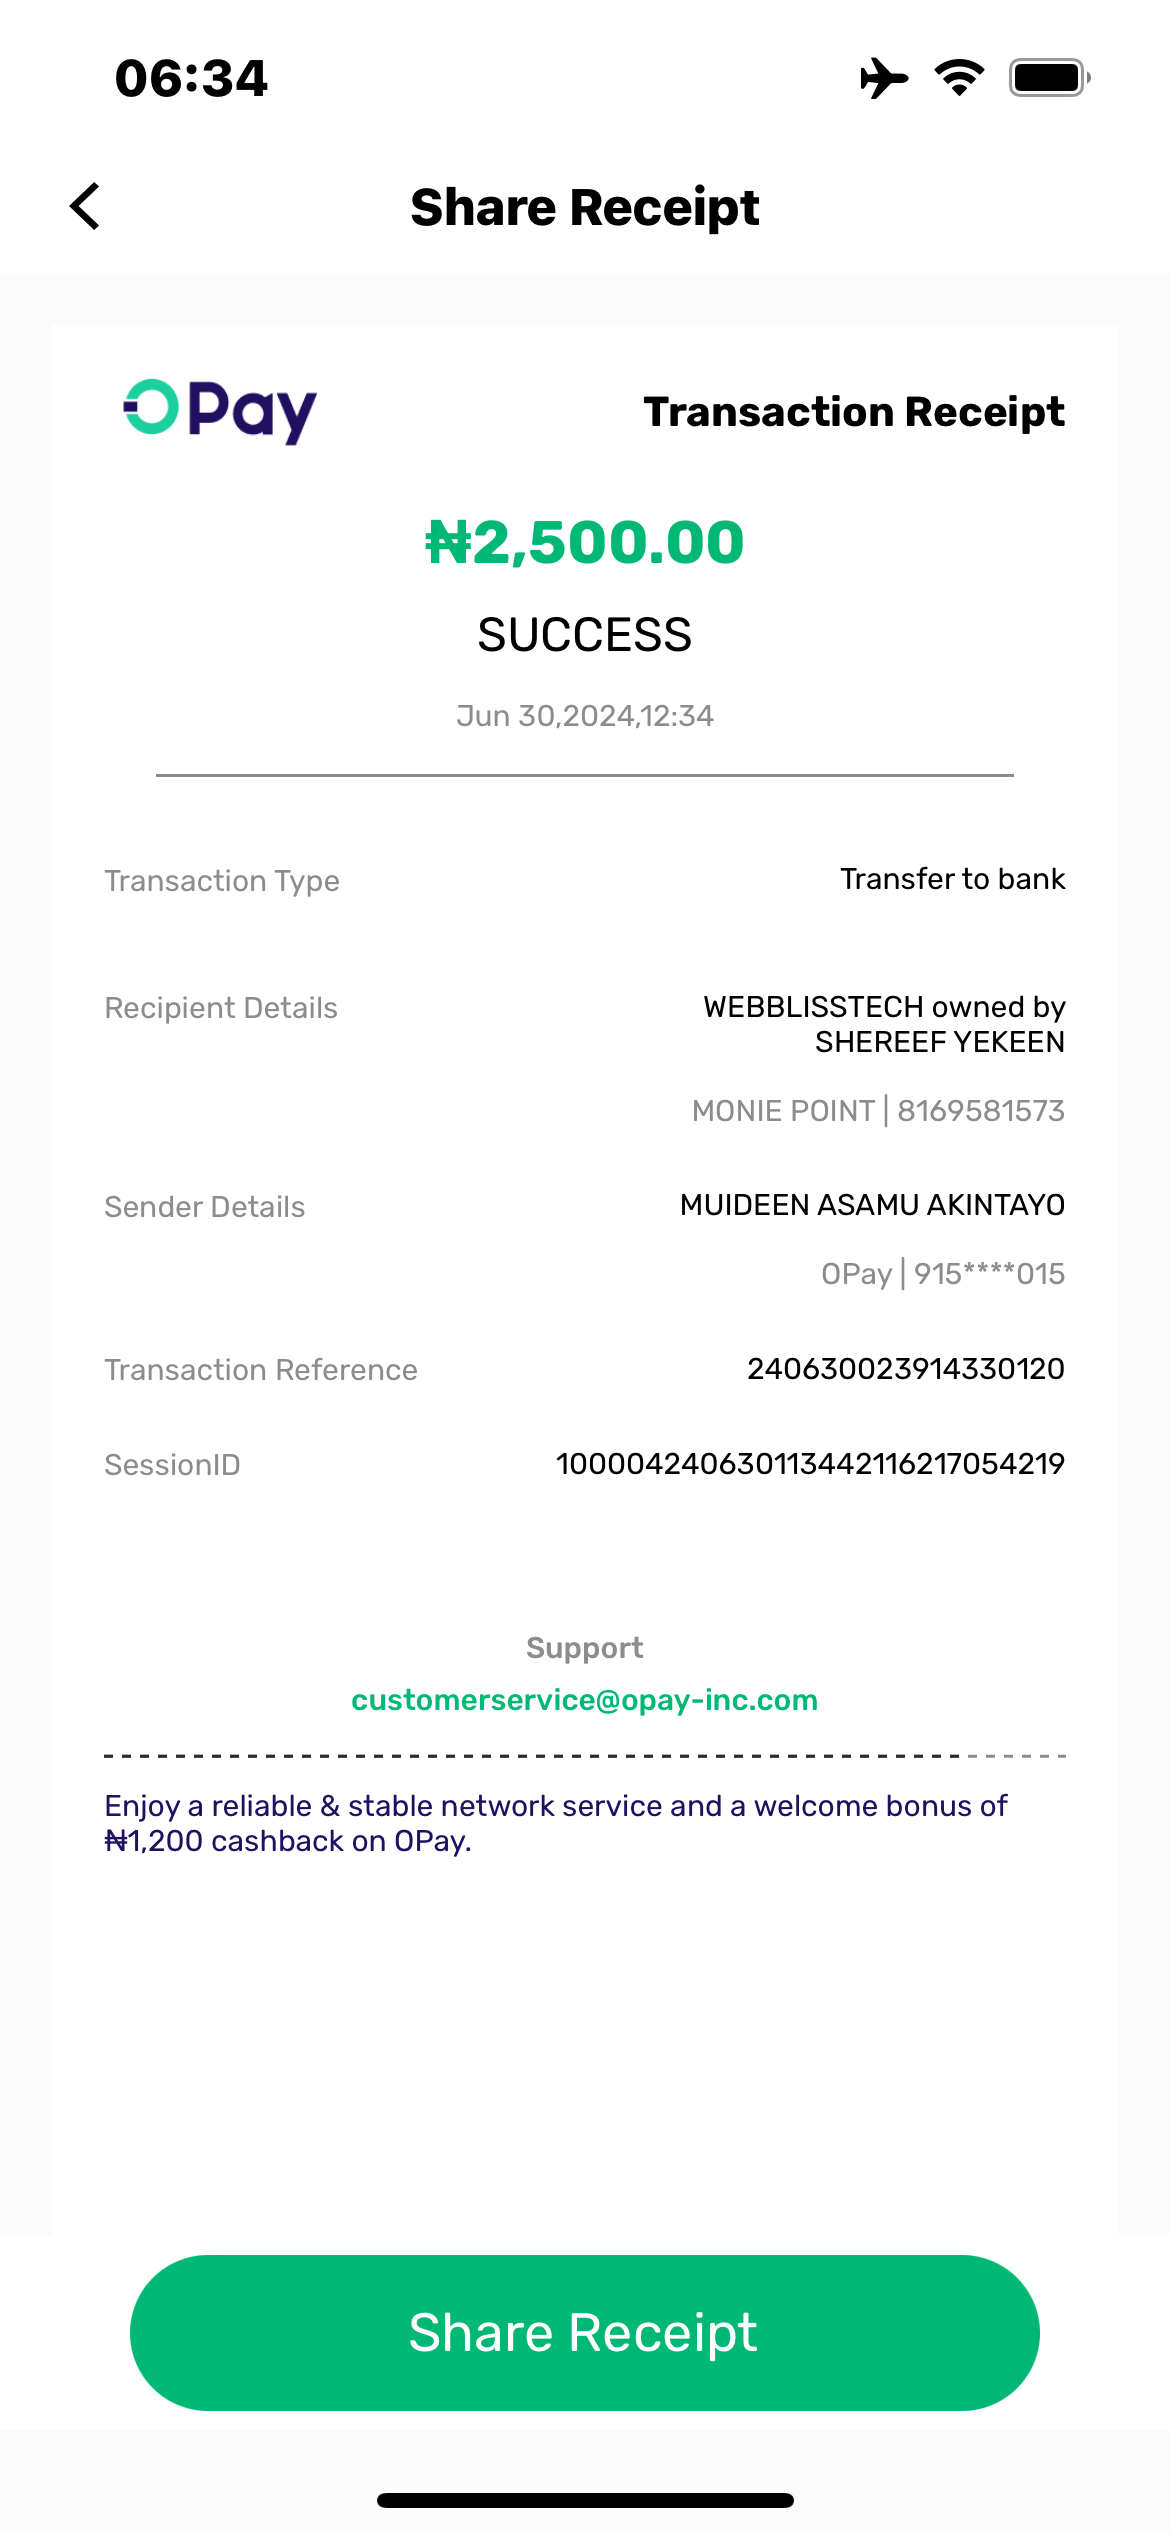 06:34
Share Receipt
OPay
Transaction Receipt
₦2,500.00
SUCCESS
Jun 30,2024,12:34
Transaction Type
Transfer to bank
Recipient Details
WEBBLISSTECH owned by
SHEREEF YEKEEN
MONIE POINT | 8169581573
Sender Details
MUIDEEN ASAMU AKINTAYO
OPay | 915****015
Transaction Reference
240630023914330120
SessionID
100004240630113442116217054219
Support
customerservice@opay-inc.com
Enjoy a reliable & stable network service and a welcome bonus of
₦1,200 cashback on OPay.
Share Receipt